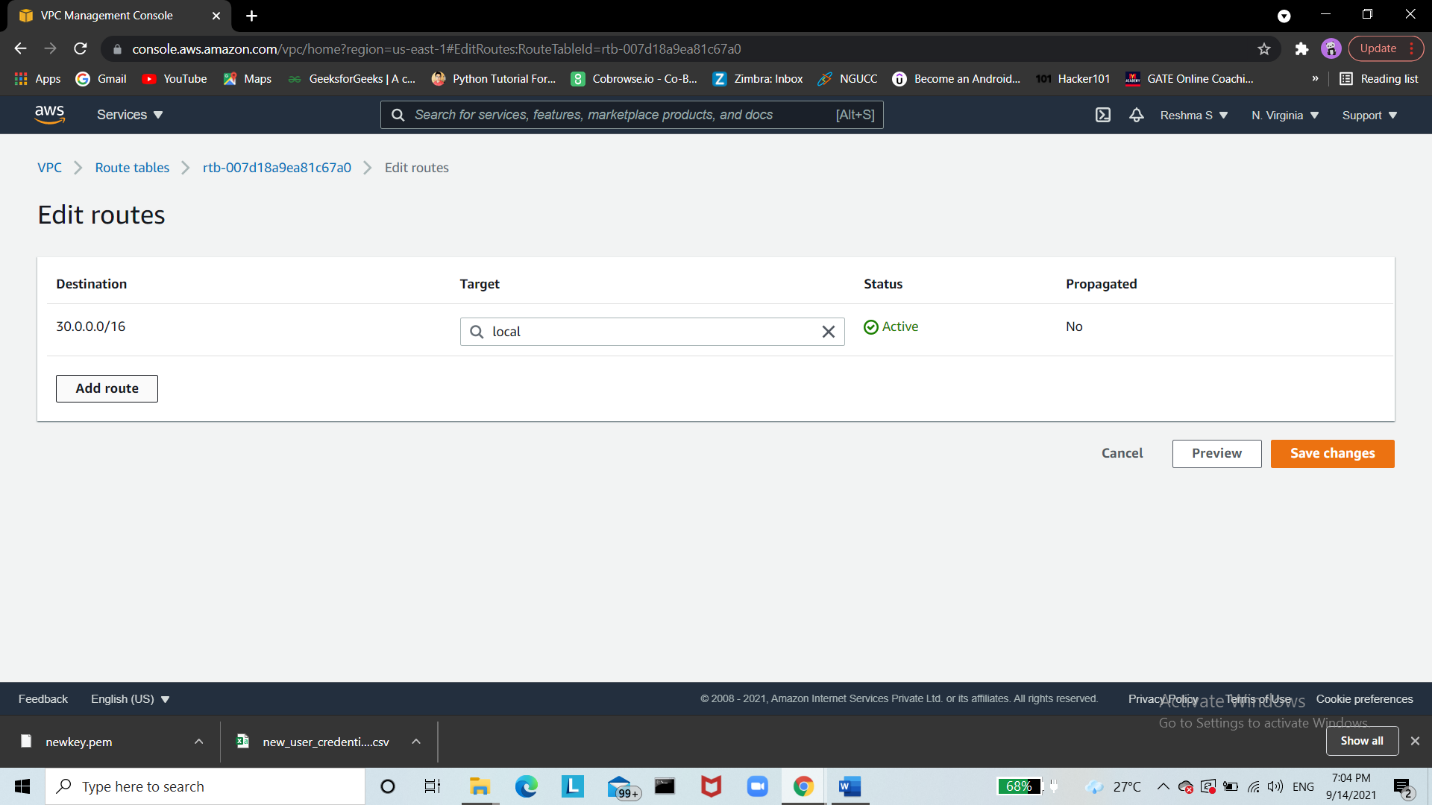 VPC Management Console
console.aws.amazon.com/vpc/home?region=us-east-1#EditRoutes:RouteTableId=rtb-007d18a9ea81c67a0
Update
Apps Gmail YouTube Maps GeeksforGeeks | A c... Python Tutorial For... Cobrowse.io - Co-B... Zimbra: Inbox NGUCC Become an Android... 101 Hacker101 GATE Online Coachi... » Reading list
aws Services Search for services, features, marketplace products, and docs [Alt+S] Reshma S N. Virginia Support
VPC Route tables rtb-007d18a9ea81c67a0 Edit routes
Edit routes
Destination Target Status Propagated
30.0.0.0/16 local Active No
Add route
Cancel Preview Save changes
Feedback English (US) © 2008 - 2021, Amazon Internet Services Private Ltd. or its affiliates. All rights reserved. Privacy Policy Terms of Use Cookie preferences
Activate Windows
Go to Settings to activate Windows.
newkey.pem new_user_credenti....csv Show all
Type here to search 99+ 68% 27°C ENG 7:04 PM
9/14/2021 2